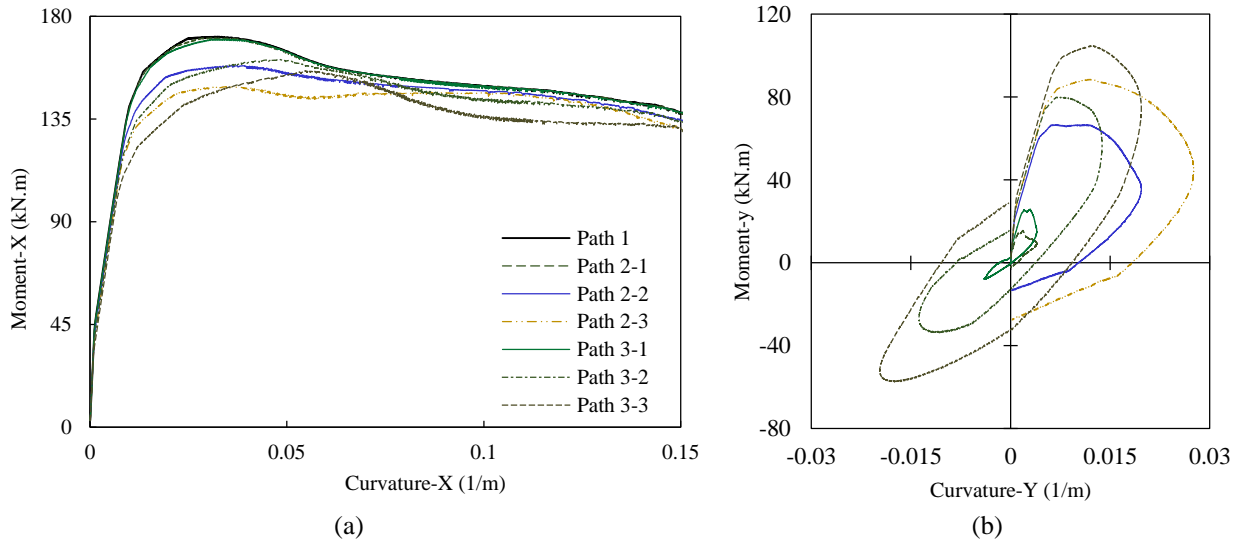 180
135
90
45
0
Moment-X (kN.m)
Path 1
Path 2-1
Path 2-2
Path 2-3
Path 3-1
Path 3-2
Path 3-3
0
0.05
0.1
0.15
Curvature-X (1/m)
(a)
120
80
40
0
-40
-80
Moment-y (kN.m)
-0.03
-0.015
0
0.015
0.03
Curvature-Y (1/m)
(b)